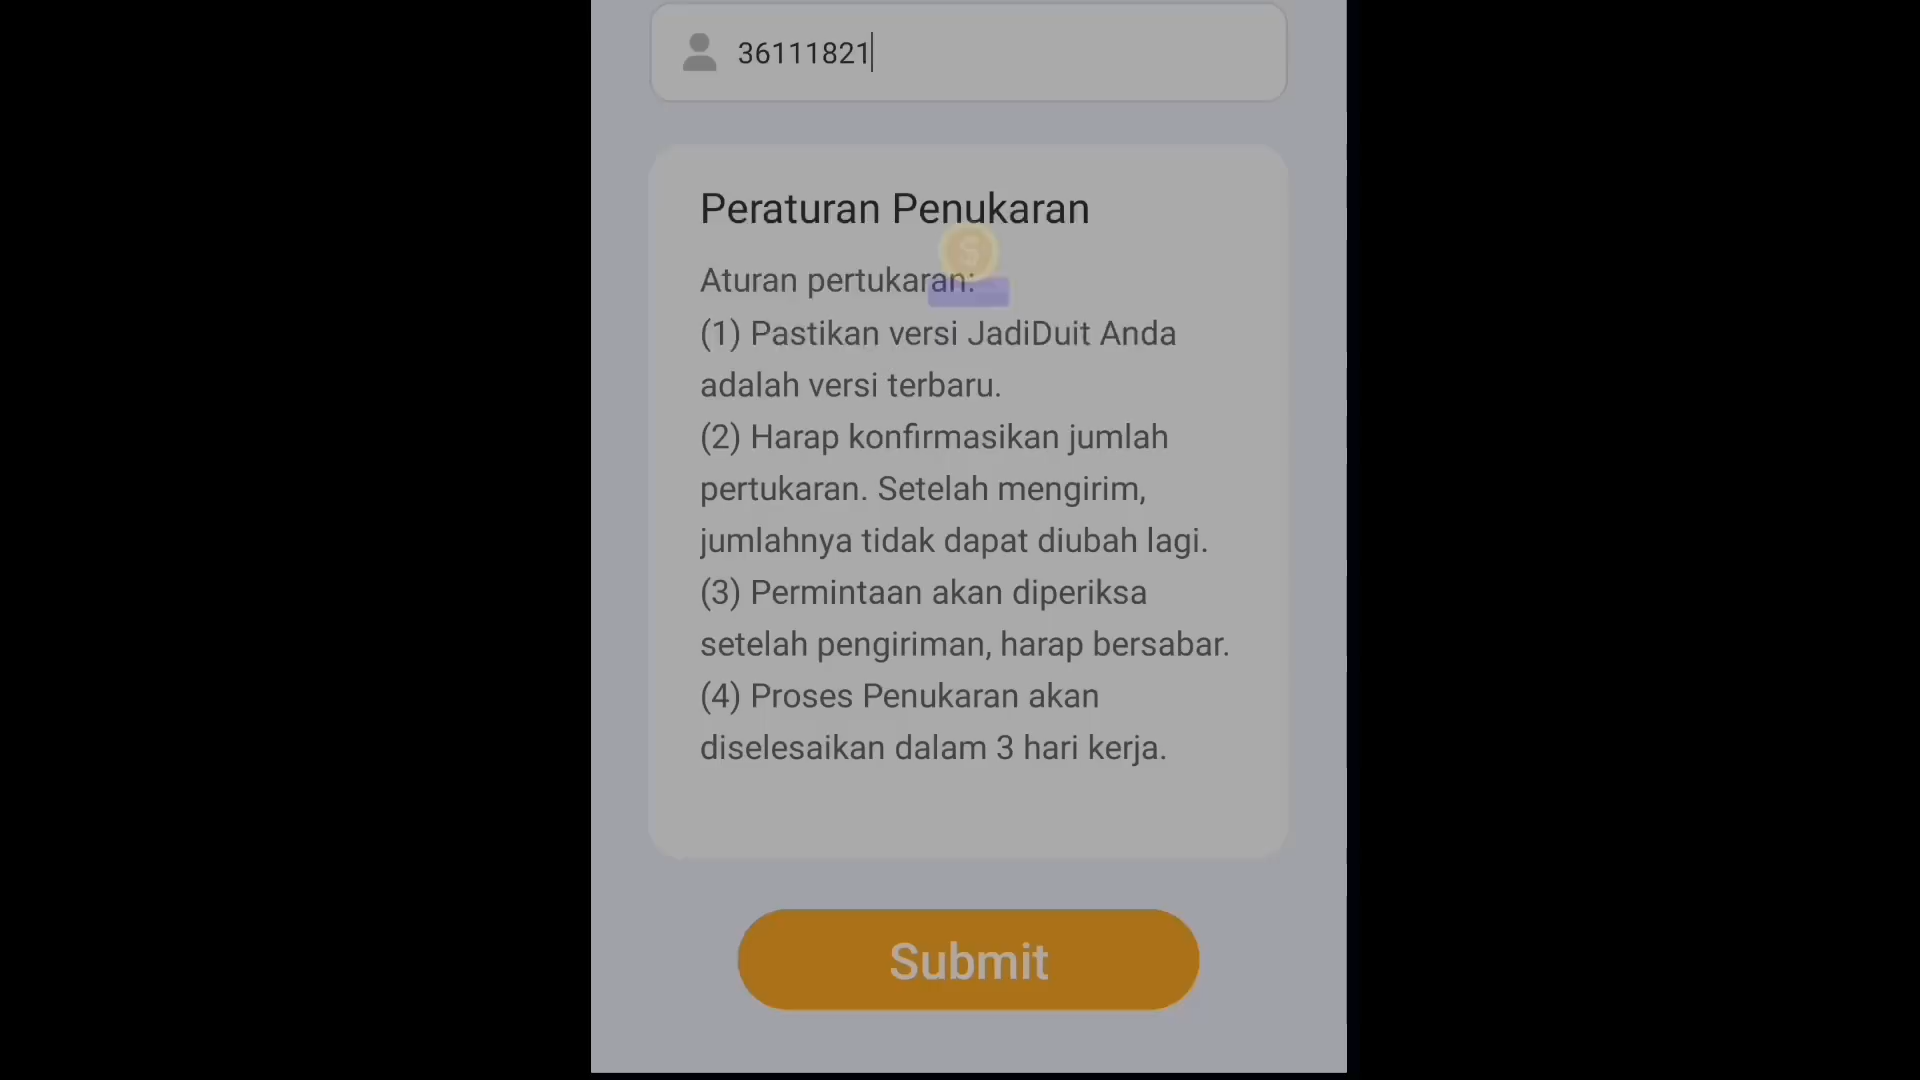 36111821
Peraturan Penukaran
Aturan pertukaran:
(1) Pastikan versi JadiDuit Anda
adalah versi terbaru.
(2) Harap konfirmasikan jumlah
pertukaran. Setelah mengirim,
jumlahnya tidak dapat diubah lagi.
(3) Permintaan akan diperiksa
setelah pengiriman, harap bersabar.
(4) Proses Penukaran akan
diselesaikan dalam 3 hari kerja.
Submit